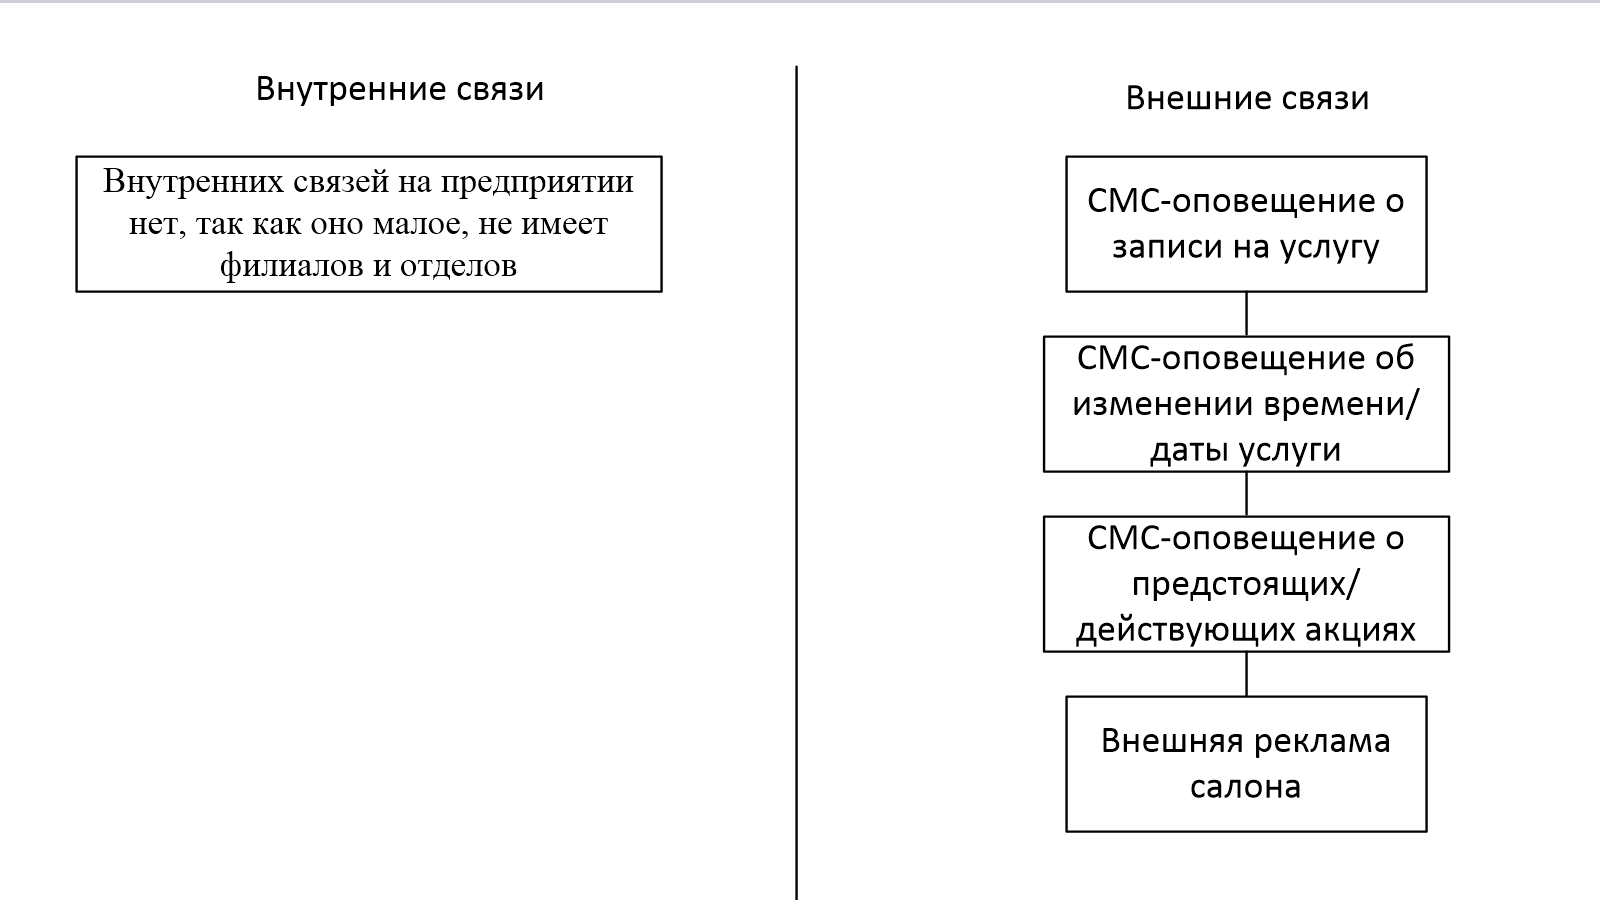 Внутренние связи
Внутренних связей на предприятии
нет, так как оно малое, не имеет
филиалов и отделов
Внешние связи
СМС-оповещение о
записи на услугу
СМС-оповещение об
изменении времени/
даты услуги
СМС-оповещение о
предстоящих/
действующих акциях
Внешняя реклама
салона